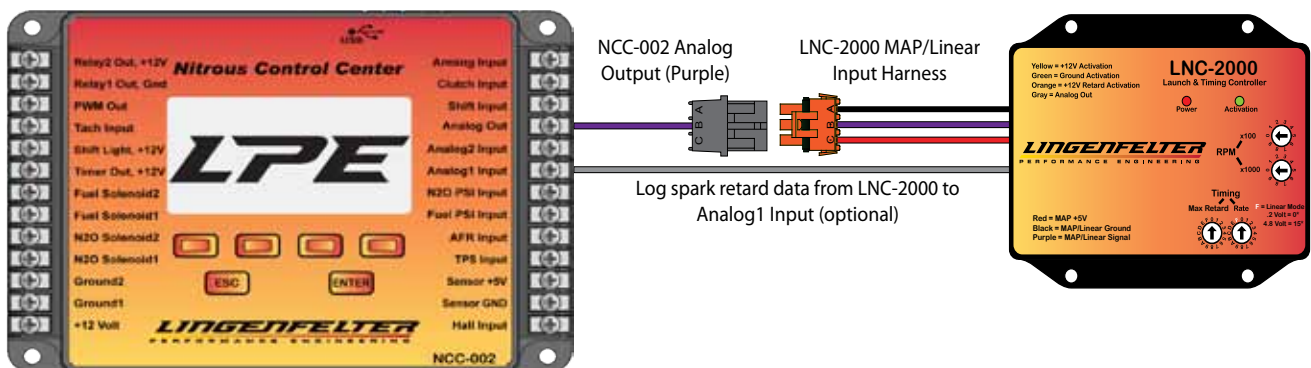 USB
Nitrous Control Center
Relay2 Out, +12V
Relay1 Out, Gnd
PWM Out
Tach Input
Shift Light, +12V
Timer Out, +12V
Fuel Solenoid2
Fuel Solenoid1
N2O Solenoid2
N2O Solenoid1
Ground2
Ground1
+12 Volt
LPE
ESC
ENTER
LINGENFELTER
PERFORMANCE ENGINEERING
Arming Input
Clutch Input
Shift Input
Analog Out
Analog2 Input
Analog1 Input
N2O PSI Input
Fuel PSI Input
AFR Input
TPS Input
Sensor +5V
Sensor GND
Hall Input
NCC-002
NCC-002 Analog
Output (Purple)
LNC-2000 MAP/Linear
Input Harness
A
B
C
A
B
C
Log spark retard data from LNC-2000 to
Analog1 Input (optional)
Yellow = +12V Activation
Green = Ground Activation
Orange = +12V Retard Activation
Gray = Analog Out
LNC-2000
Launch & Timing Controller
Power
Activation
x100
RPM
x1000
LINGENFELTER
PERFORMANCE ENGINEERING
Timing
Max Retard Rate
F = Linear Mode
.2 Volt = 0°
4.8 Volt = 15°
Red = MAP +5V
Black = MAP/Linear Ground
Purple = MAP/Linear Signal